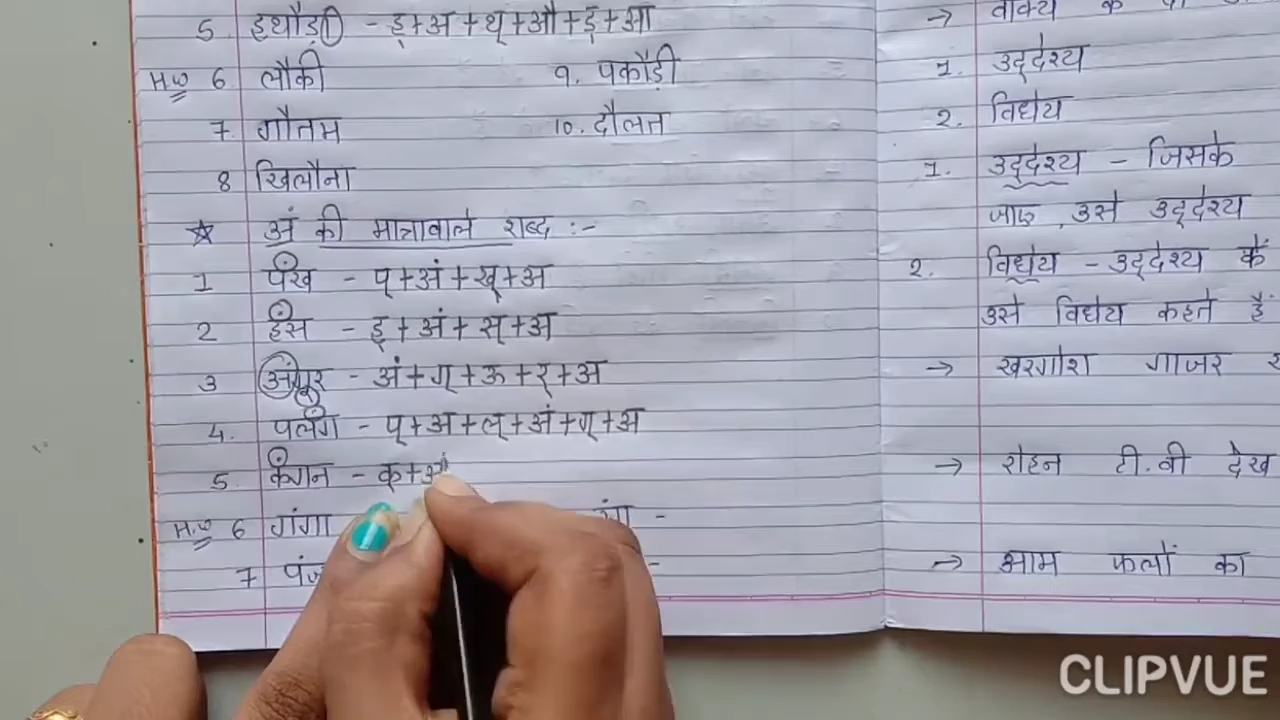 5. हथौड़ी - ह्+अ+थ्+औ+ड़्+आ
H.W 6 लौकी 9. पकौड़ी
7. गौतम 10. दौलत
8 खिलौना
☆ अं की मात्रावाले शब्द :-
1 पंख - प्+अं+ख्+अ
2 हंस - ह्+अं+स्+अ
3 अंगूर - अं+ग्+ऊ+र्+अ
4. पलंग - प्+अ+ल्+अं+ग्+अ
5. कंगन - क्+अं
H.W 6 गंगा -
7 -
→ वाक्य के
1. उद्देश्य
2. विधेय
1. उद्देश्य - जिसके
जाए, उसे उद्देश्य
2. विधेय - उद्देश्य के
उसे विधेय कहते हैं
→ खरगोश गाजर
→ रोहन टी.वी देख
→ आम फलों का
CLIPVUE